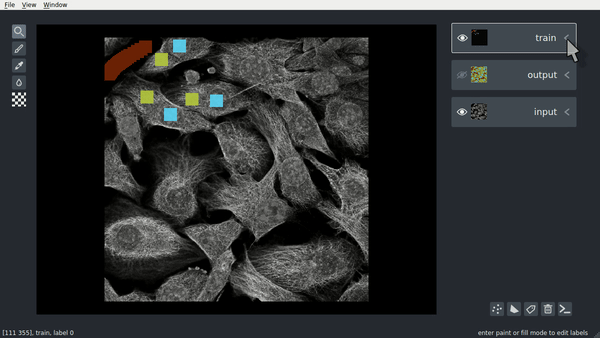 File View Window
train
output
input
[111 355], train, label 0
enter paint or fill mode to edit labels